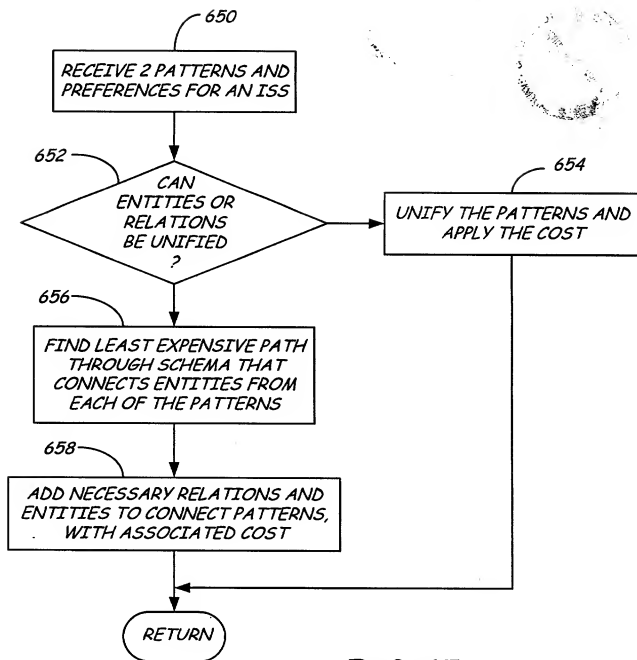 650
RECEIVE 2 PATTERNS AND
PREFERENCES FOR AN ISS
652
CAN
ENTITIES OR
RELATIONS
BE UNIFIED
?
654
UNIFY THE PATTERNS AND
APPLY THE COST
656
FIND LEAST EXPENSIVE PATH
THROUGH SCHEMA THAT
CONNECTS ENTITIES FROM
EACH OF THE PATTERNS
658
ADD NECESSARY RELATIONS AND
ENTITIES TO CONNECT PATTERNS,
WITH ASSOCIATED COST
RETURN